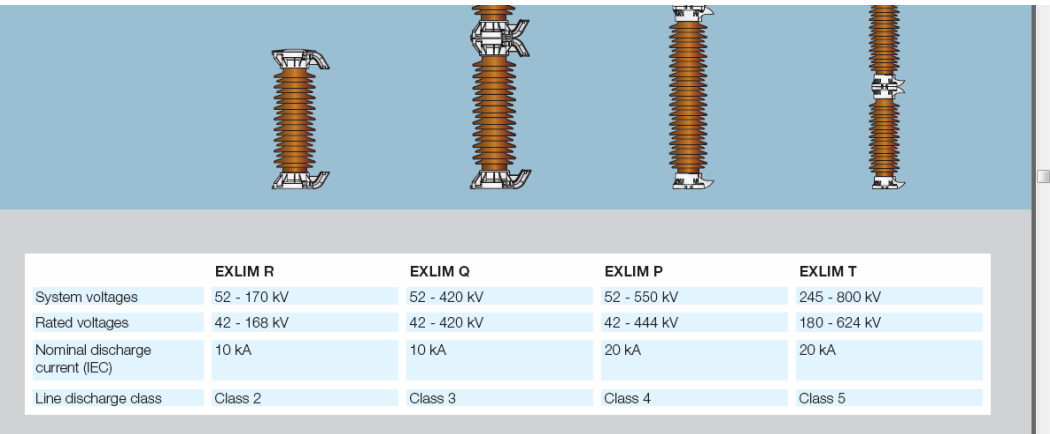 EXLIM R EXLIM Q EXLIM P EXLIM T
System voltages 52 - 170 kV 52 - 420 kV 52 - 550 kV 245 - 800 kV
Rated voltages 42 - 168 kV 42 - 420 kV 42 - 444 kV 180 - 624 kV
Nominal discharge 10 kA 10 kA 20 kA 20 kA
current (IEC)
Line discharge class Class 2 Class 3 Class 4 Class 5